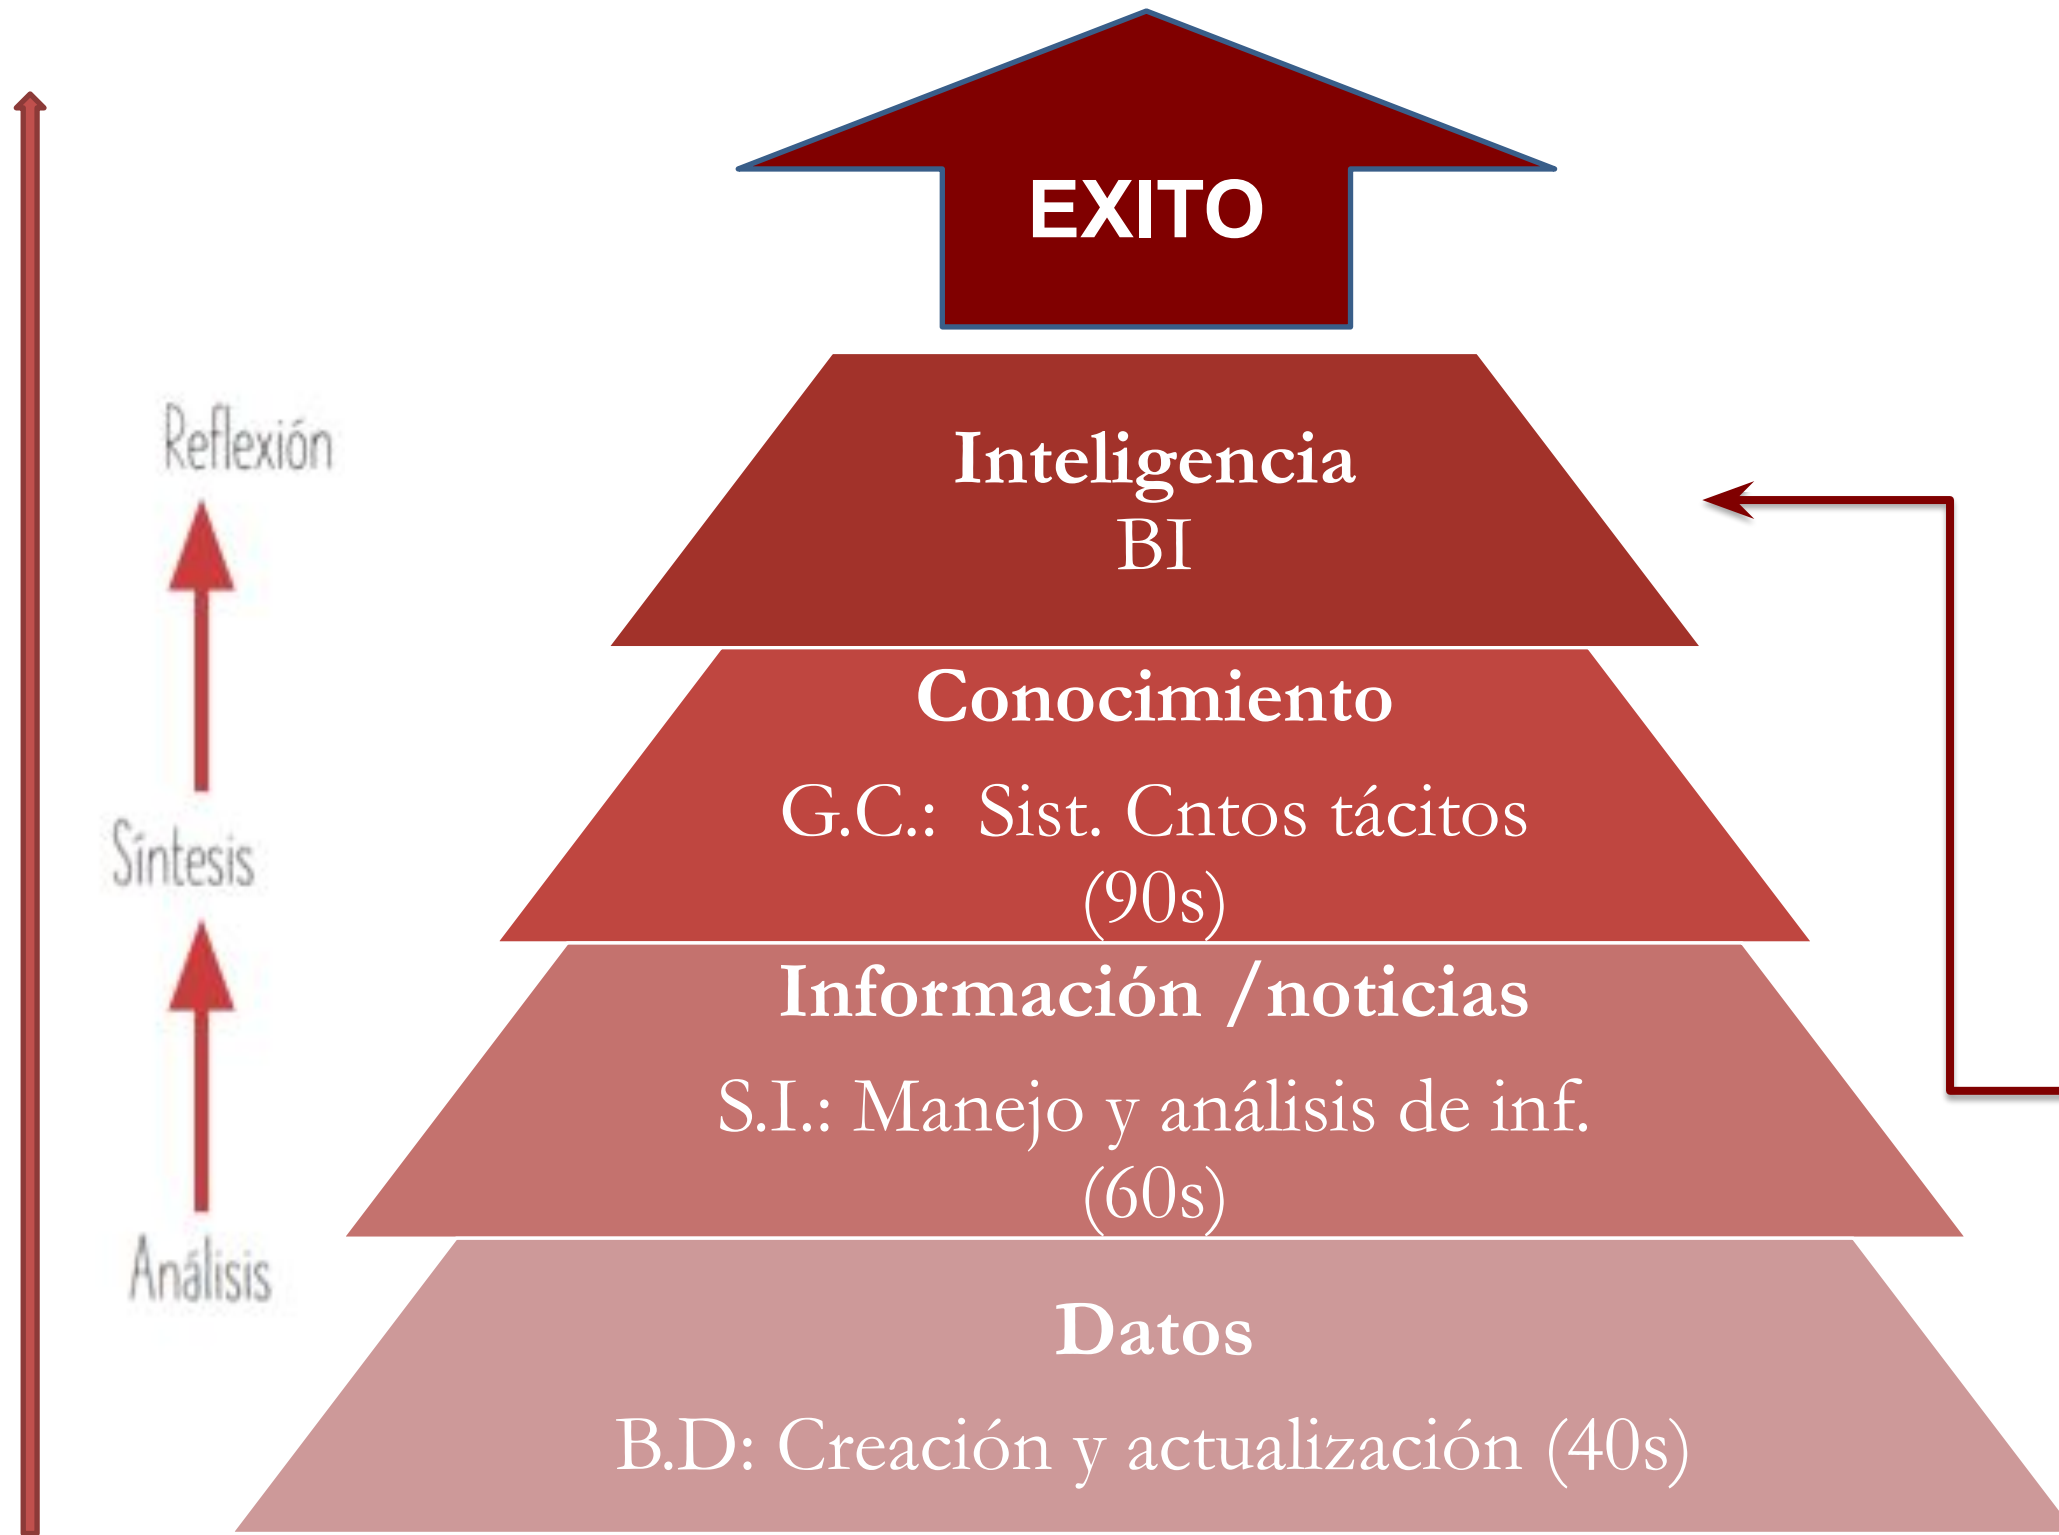 EXITO
Reflexión
Síntesis
Análisis
Inteligencia
BI
Conocimiento
G.C.: Sist. Cntos tácitos
(90s)
Información /noticias
S.I.: Manejo y análisis de inf.
(60s)
Datos
B.D: Creación y actualización (40s)